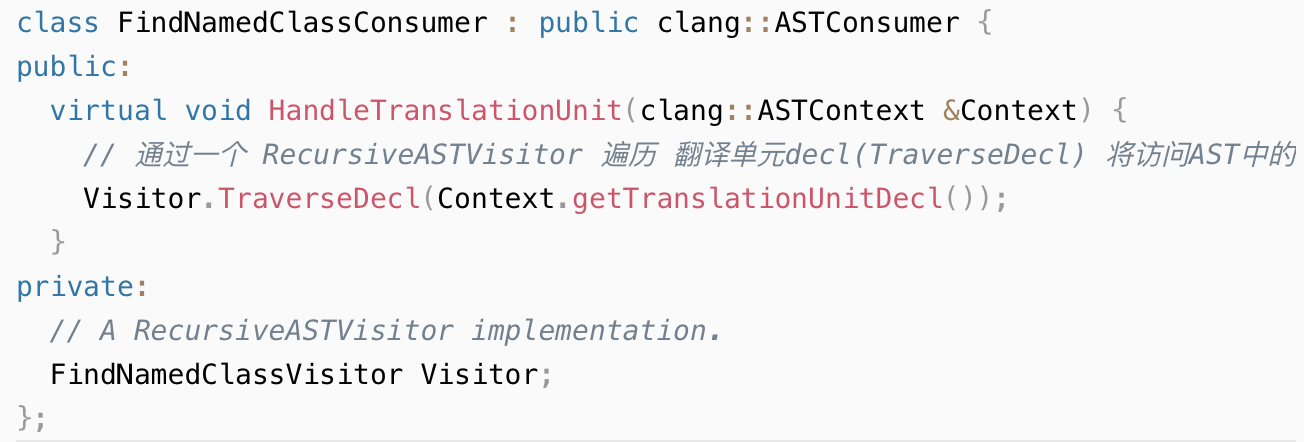 class FindNamedClassConsumer : public clang::ASTConsumer {
public:
  virtual void HandleTranslationUnit(clang::ASTContext &Context) {
    // 通过一个 RecursiveASTVisitor 遍历 翻译单元decl(TraverseDecl) 将访问AST中的
    Visitor.TraverseDecl(Context.getTranslationUnitDecl());
  }
private:
  // A RecursiveASTVisitor implementation.
  FindNamedClassVisitor Visitor;
};